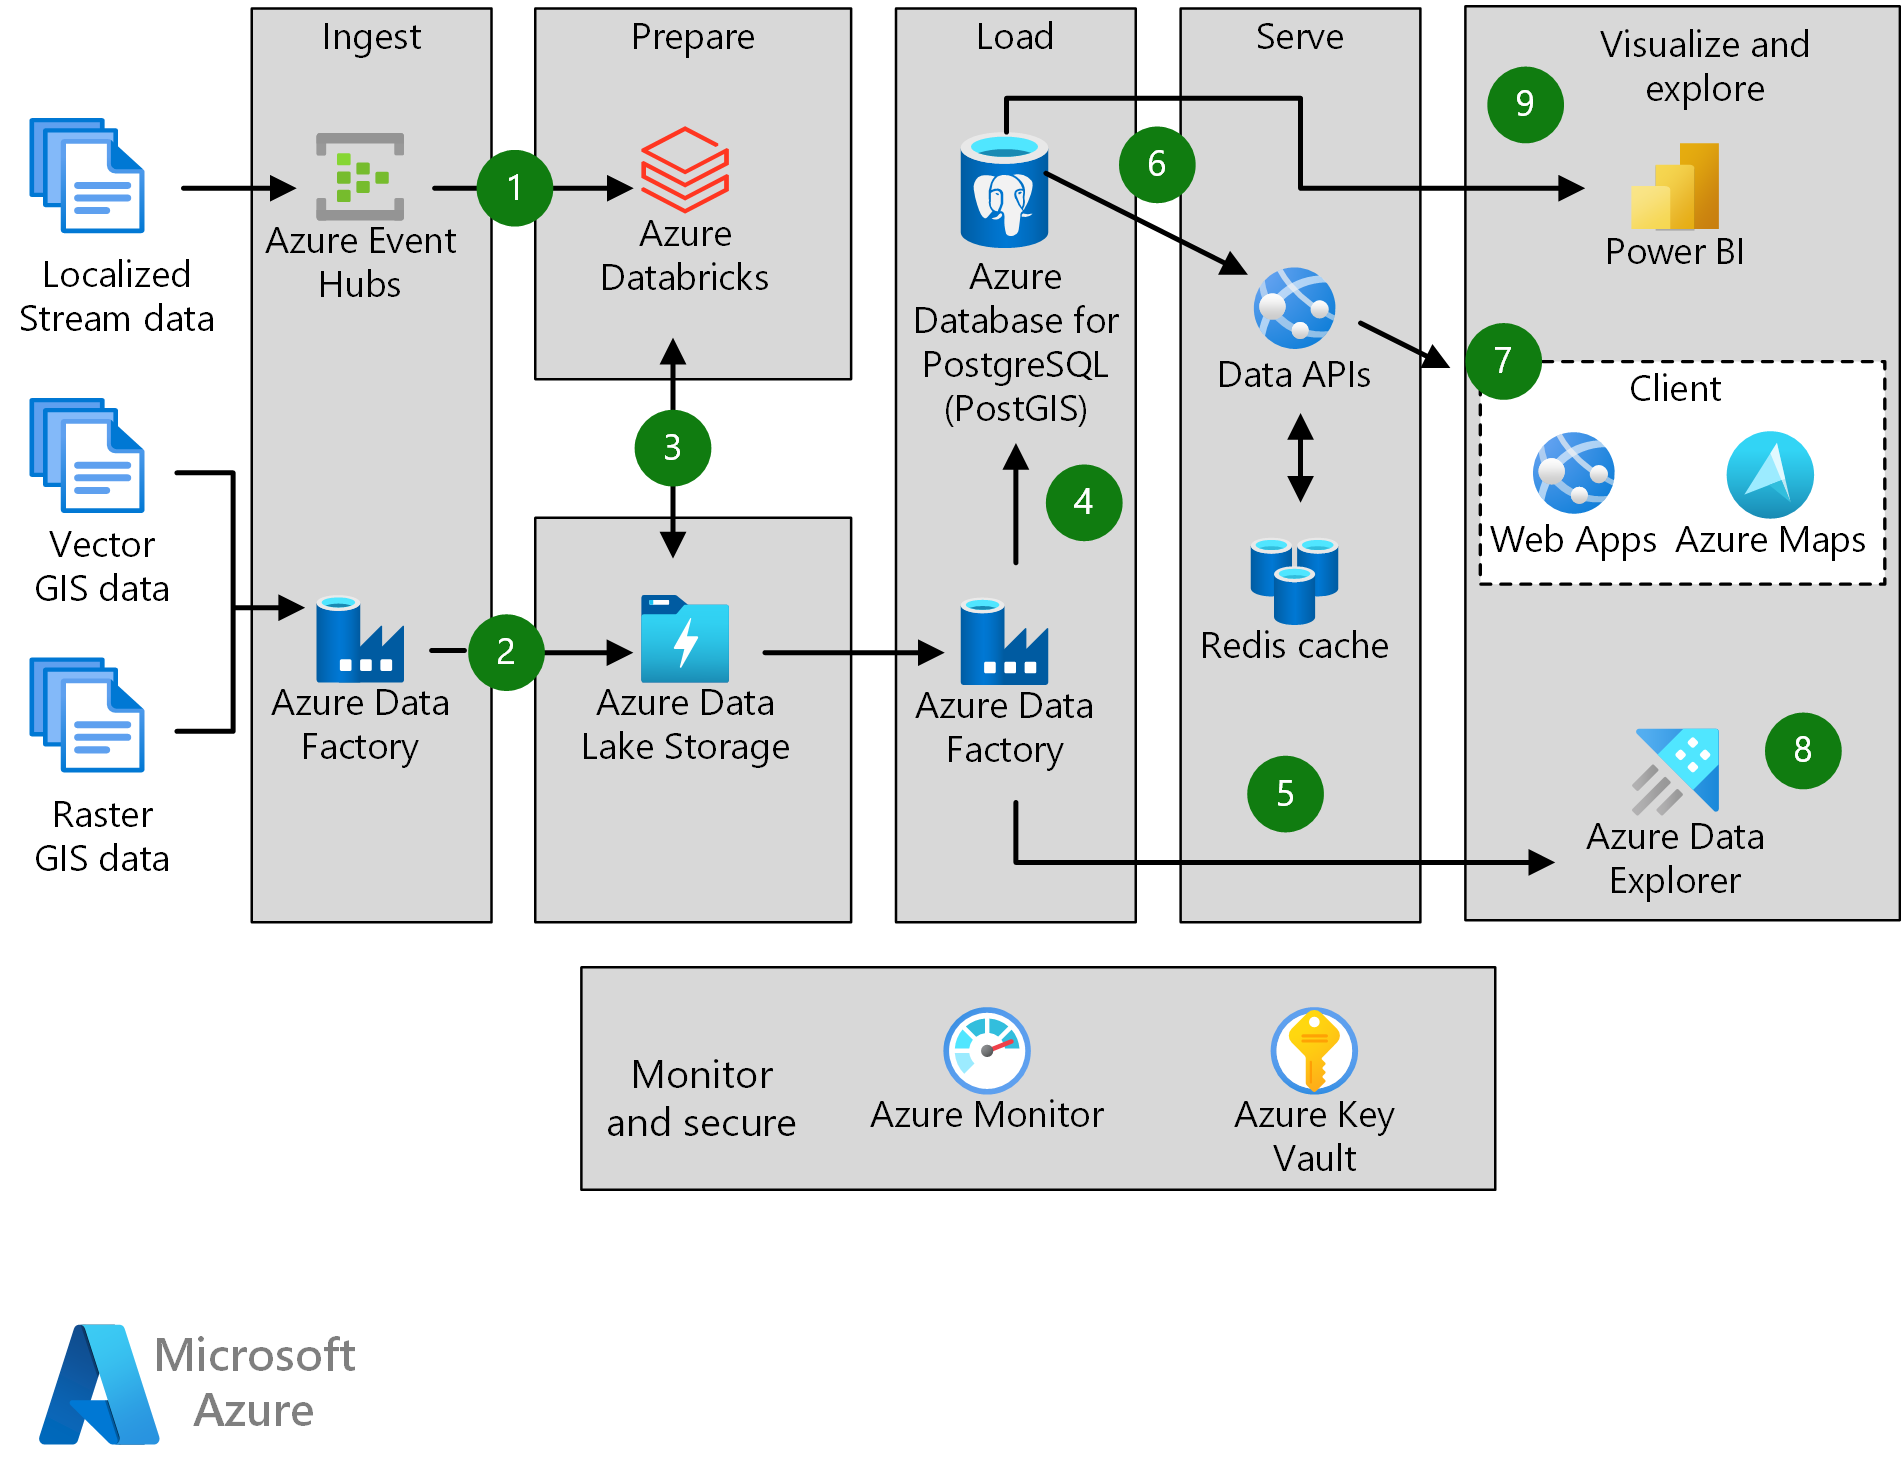 Ingest
Prepare
Load
Serve
Visualize and
explore
Localized
Stream data
Vector
GIS data
Raster
GIS data
Azure Event
Hubs
Azure Data
Factory
1
2
Azure
Databricks
3
Azure Data
Lake Storage
Azure
Database for
PostgreSQL
(PostGIS)
4
Azure Data
Factory
6
Data APIs
Redis cache
5
9
Power BI
7
Client
Web Apps
Azure Maps
8
Azure Data
Explorer
Monitor
and secure
Azure Monitor
Azure Key
Vault
Microsoft
Azure